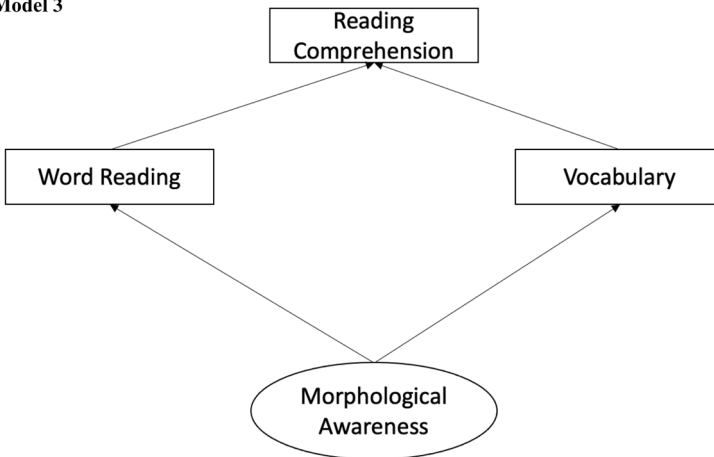 Model 3
Reading
Comprehension
Word Reading
Vocabulary
Morphological
Awareness